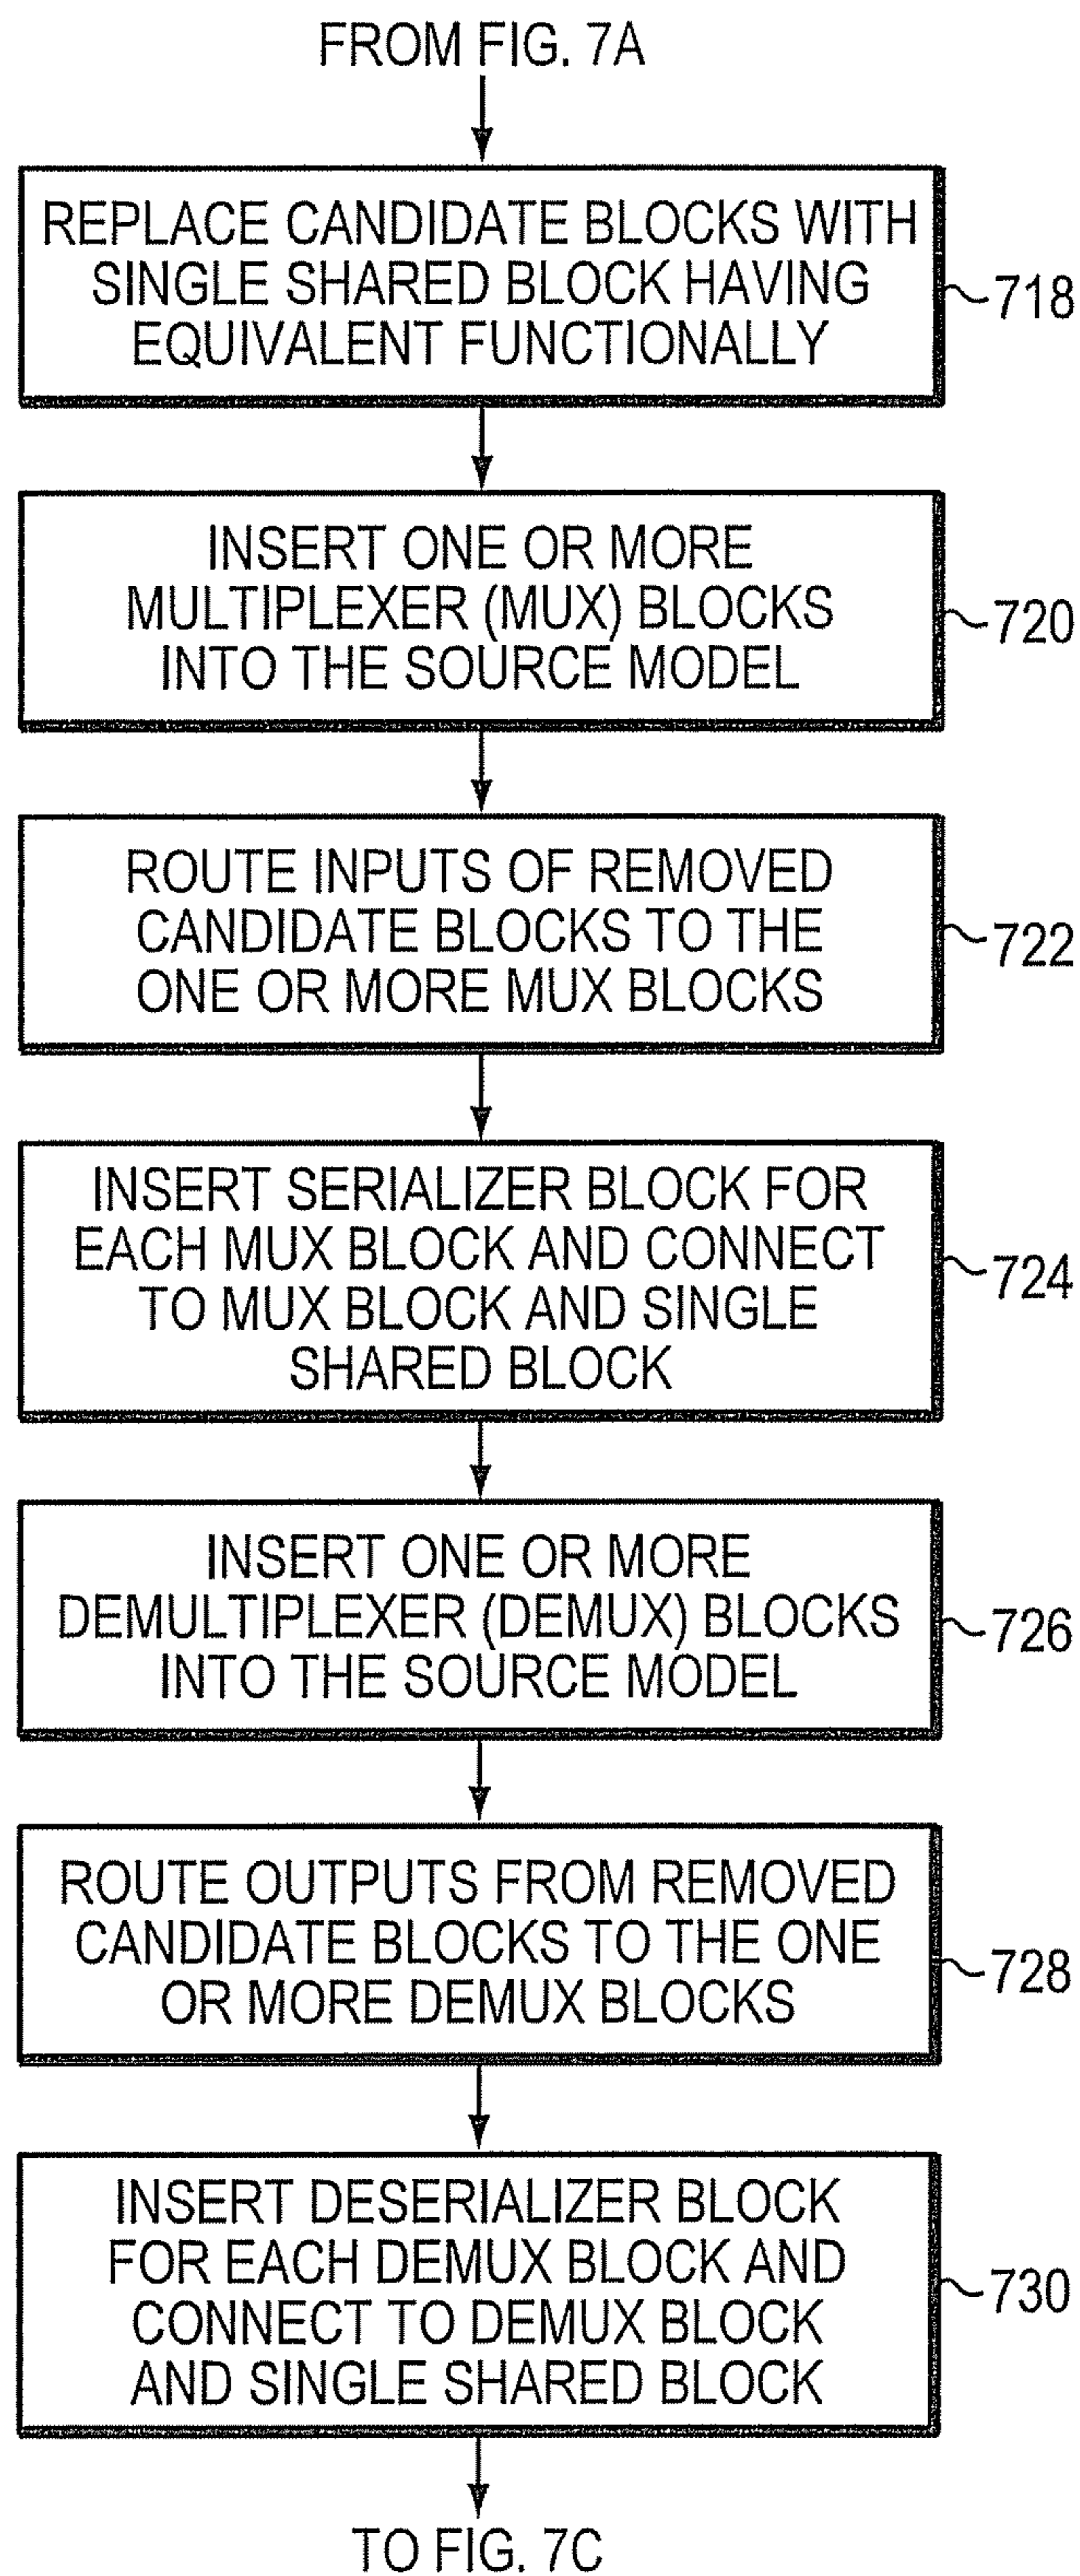 FROM FIG. 7A
REPLACE CANDIDATE BLOCKS WITH
SINGLE SHARED BLOCK HAVING
EQUIVALENT FUNCTIONALLY
718
INSERT ONE OR MORE
MULTIPLEXER (MUX) BLOCKS
INTO THE SOURCE MODEL
720
ROUTE INPUTS OF REMOVED
CANDIDATE BLOCKS TO THE
ONE OR MORE MUX BLOCKS
722
INSERT SERIALIZER BLOCK FOR
EACH MUX BLOCK AND CONNECT
TO MUX BLOCK AND SINGLE
SHARED BLOCK
724
INSERT ONE OR MORE
DEMULTIPLEXER (DEMUX) BLOCKS
INTO THE SOURCE MODEL
726
ROUTE OUTPUTS FROM REMOVED
CANDIDATE BLOCKS TO THE ONE
OR MORE DEMUX BLOCKS
728
INSERT DESERIALIZER BLOCK
FOR EACH DEMUX BLOCK AND
CONNECT TO DEMUX BLOCK
AND SINGLE SHARED BLOCK
730
TO FIG. 7C